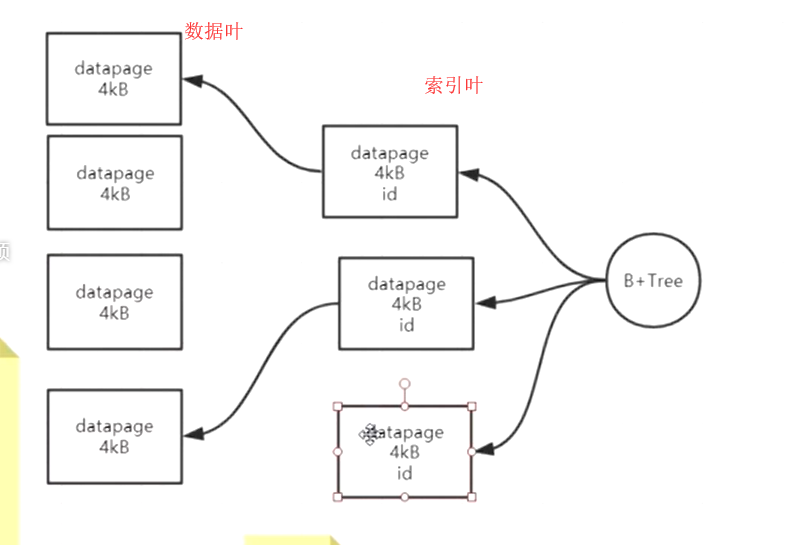 数据叶
datapage
4kB
索引叶
datapage
4kB
datapage
4kB
id
datapage
4kB
datapage
4kB
id
B+Tree
datapage
4kB
datapage
4kB
id